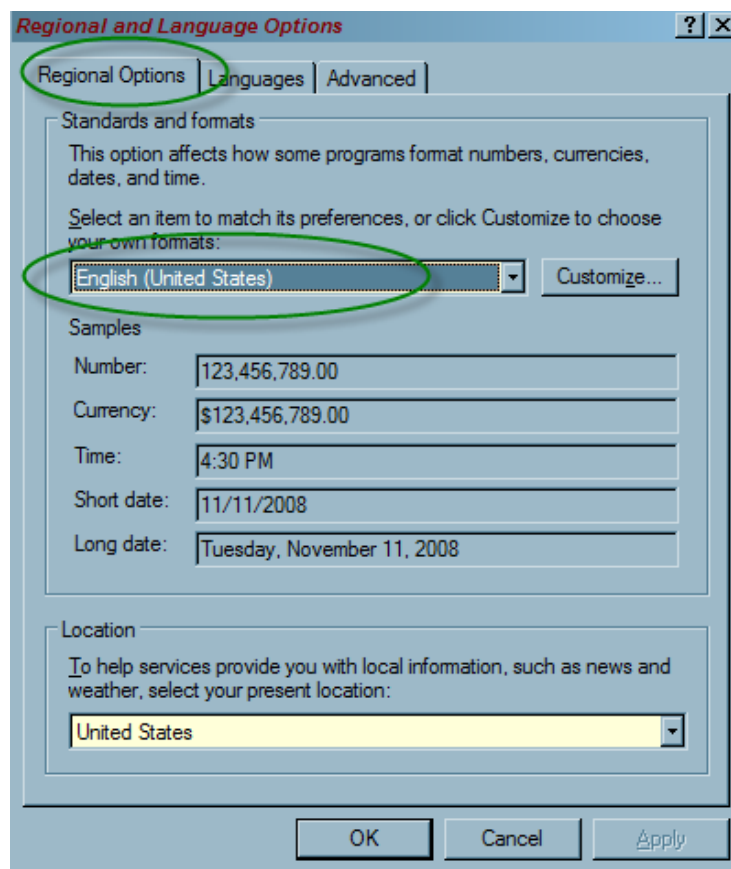 Regional and Language Options
Regional Options
Languages
Advanced
Standards and formats
This option affects how some programs format numbers, currencies,
dates, and time.
Select an item to match its preferences, or click Customize to choose
your own formats:
English (United States)
Customize...
Samples
Number:
123,456,789.00
Currency:
$123,456,789.00
Time:
4:30 PM
Short date:
11/11/2008
Long date:
Tuesday, November 11, 2008
Location
To help services provide you with local information, such as news and
weather, select your present location:
United States
OK
Cancel
Apply